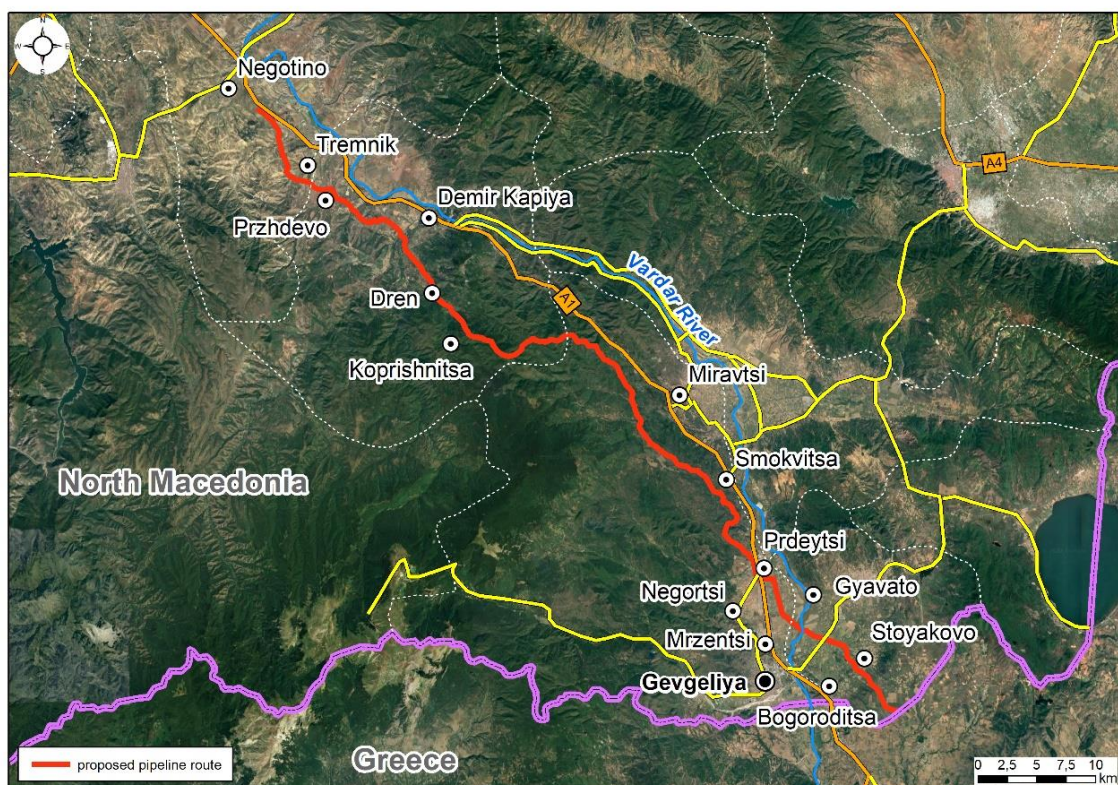 N
W E
S
Negotino
Tremnik
Przhdevo
Demir Kapiya
A4
Dren
A1
Vardar River
Koprishnitsa
Miravtsi
North Macedonia
Smokvitsa
Prdeytsi
Negortsi
Gyavato
Mrzentsi
Stoyakovo
Gevgeliya
Bogoroditsa
Greece
proposed pipeline route
0 2,5 5 7,5 10
km